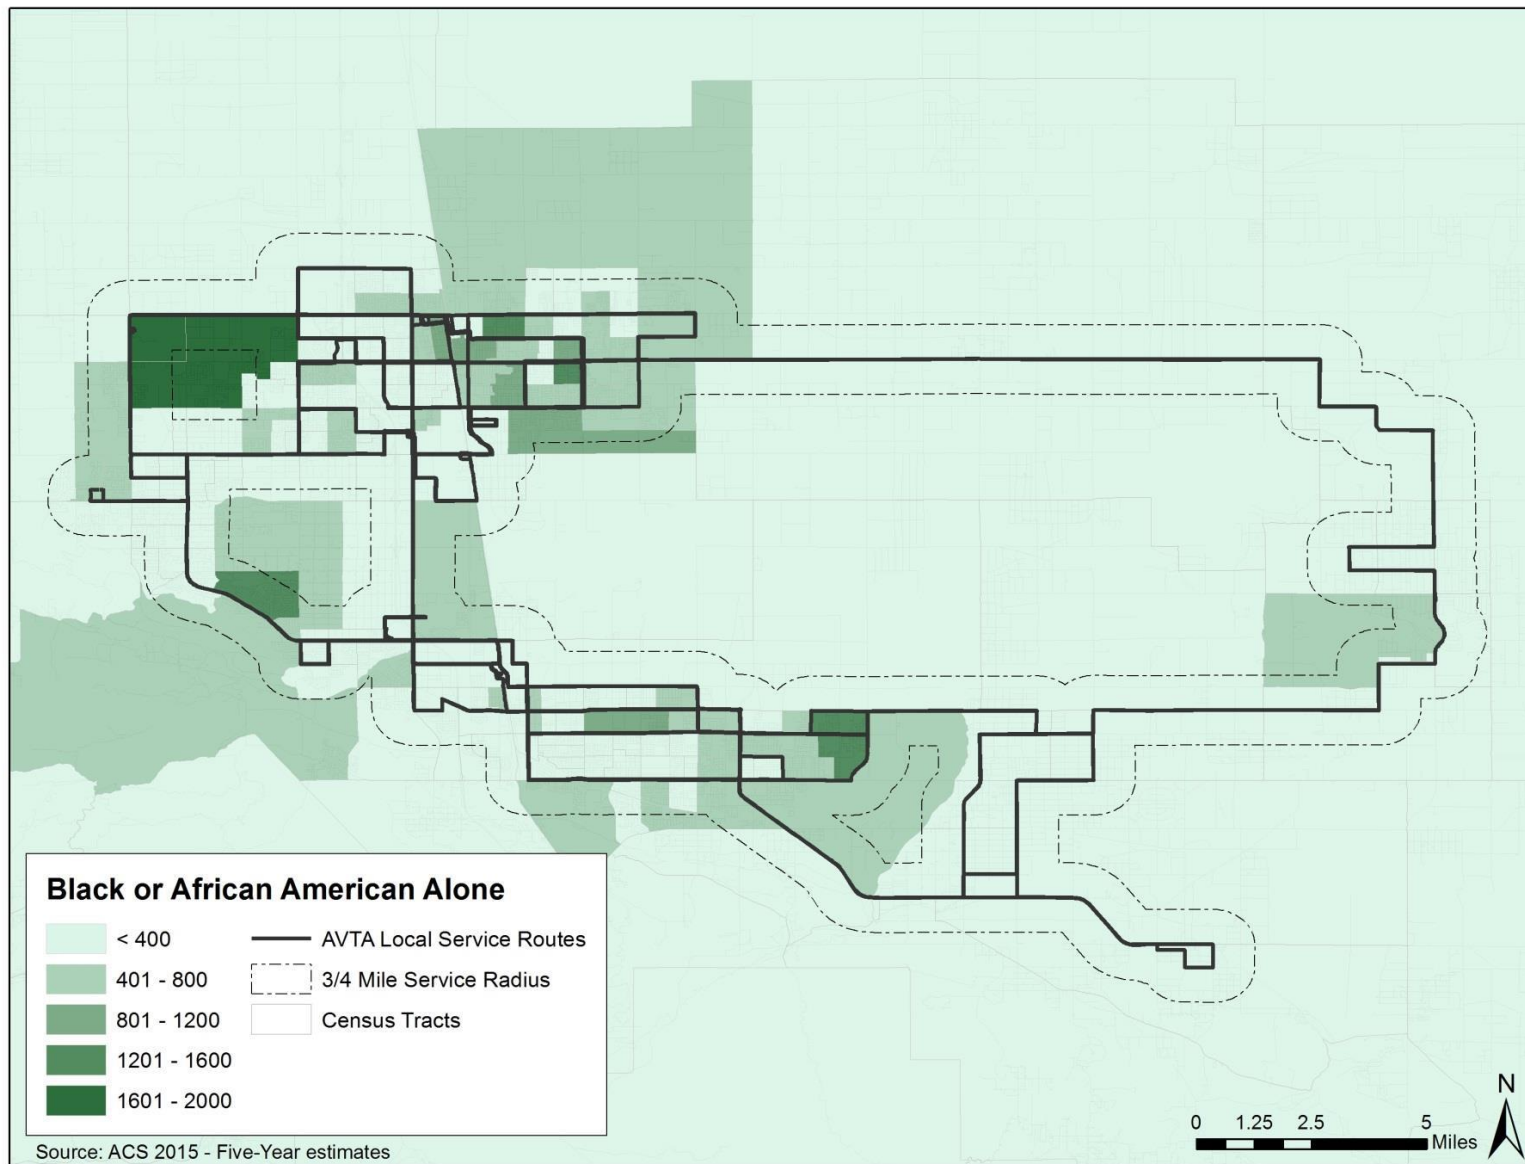 Black or African American Alone
< 400
401 - 800
801 - 1200
1201 - 1600
1601 - 2000
AVTA Local Service Routes
3/4 Mile Service Radius
Census Tracts
Source: ACS 2015 - Five-Year estimates
0 1.25 2.5 5
Miles
N